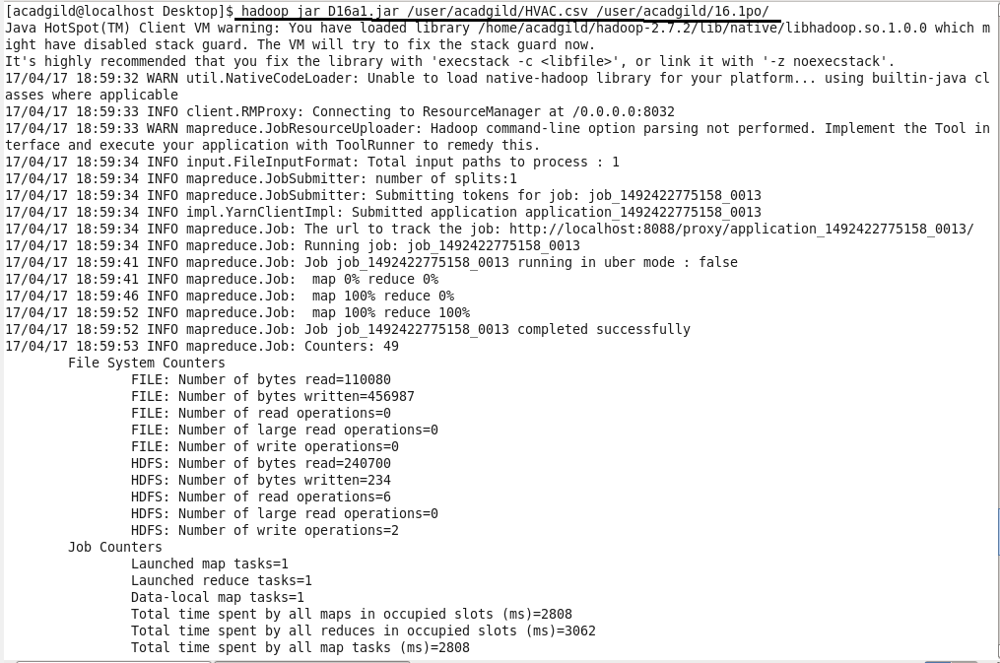 [acadgild@localhost Desktop]$ hadoop jar D16a1.jar /user/acadgild/HVAC.csv /user/acadgild/16.1po/
Java HotSpot(TM) Client VM warning: You have loaded library /home/acadgild/hadoop-2.7.2/lib/native/libhadoop.so.1.0.0 which m
ight have disabled stack guard. The VM will try to fix the stack guard now.
It's highly recommended that you fix the library with 'execstack -c <libfile>', or link it with '-z noexecstack'.
17/04/17 18:59:32 WARN util.NativeCodeLoader: Unable to load native-hadoop library for your platform... using builtin-java cl
asses where applicable
17/04/17 18:59:33 INFO client.RMProxy: Connecting to ResourceManager at /0.0.0.0:8032
17/04/17 18:59:33 WARN mapreduce.JobResourceUploader: Hadoop command-line option parsing not performed. Implement the Tool in
terface and execute your application with ToolRunner to remedy this.
17/04/17 18:59:34 INFO input.FileInputFormat: Total input paths to process : 1
17/04/17 18:59:34 INFO mapreduce.JobSubmitter: number of splits:1
17/04/17 18:59:34 INFO mapreduce.JobSubmitter: Submitting tokens for job: job_1492422775158_0013
17/04/17 18:59:34 INFO impl.YarnClientImpl: Submitted application application_1492422775158_0013
17/04/17 18:59:34 INFO mapreduce.Job: The url to track the job: http://localhost:8088/proxy/application_1492422775158_0013/
17/04/17 18:59:34 INFO mapreduce.Job: Running job: job_1492422775158_0013
17/04/17 18:59:41 INFO mapreduce.Job: Job job_1492422775158_0013 running in uber mode : false
17/04/17 18:59:41 INFO mapreduce.Job:  map 0% reduce 0%
17/04/17 18:59:46 INFO mapreduce.Job:  map 100% reduce 0%
17/04/17 18:59:52 INFO mapreduce.Job:  map 100% reduce 100%
17/04/17 18:59:52 INFO mapreduce.Job: Job job_1492422775158_0013 completed successfully
17/04/17 18:59:53 INFO mapreduce.Job: Counters: 49
File System Counters
FILE: Number of bytes read=110080
FILE: Number of bytes written=456987
FILE: Number of read operations=0
FILE: Number of large read operations=0
FILE: Number of write operations=0
HDFS: Number of bytes read=240700
HDFS: Number of bytes written=234
HDFS: Number of read operations=6
HDFS: Number of large read operations=0
HDFS: Number of write operations=2
Job Counters
Launched map tasks=1
Launched reduce tasks=1
Data-local map tasks=1
Total time spent by all maps in occupied slots (ms)=2808
Total time spent by all reduces in occupied slots (ms)=3062
Total time spent by all map tasks (ms)=2808